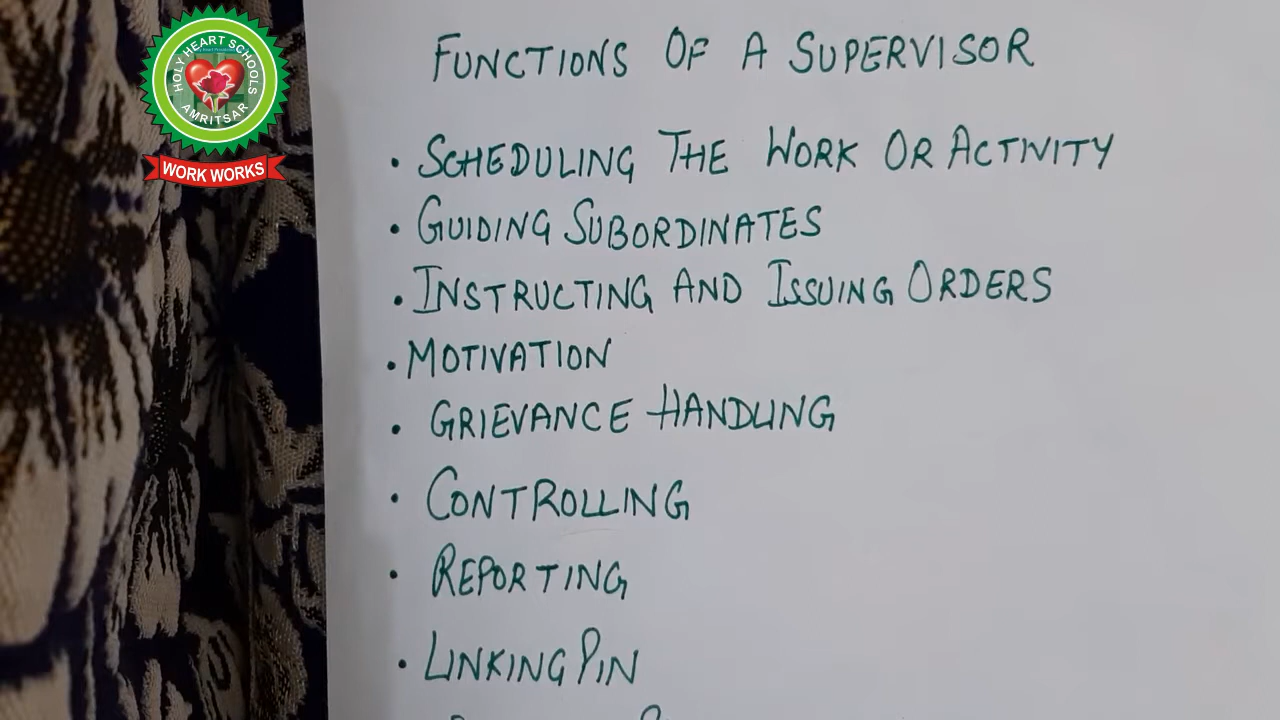 HOLY HEART SCHOOLS
AMRITSAR
WORK WORKS
FUNCTIONS OF A SUPERVISOR
• SCHEDULING THE WORK OR ACTIVITY
• GUIDING SUBORDINATES
• INSTRUCTING AND ISSUING ORDERS
• MOTIVATION
• GRIEVANCE HANDLING
• CONTROLLING
• REPORTING
• LINKING PIN